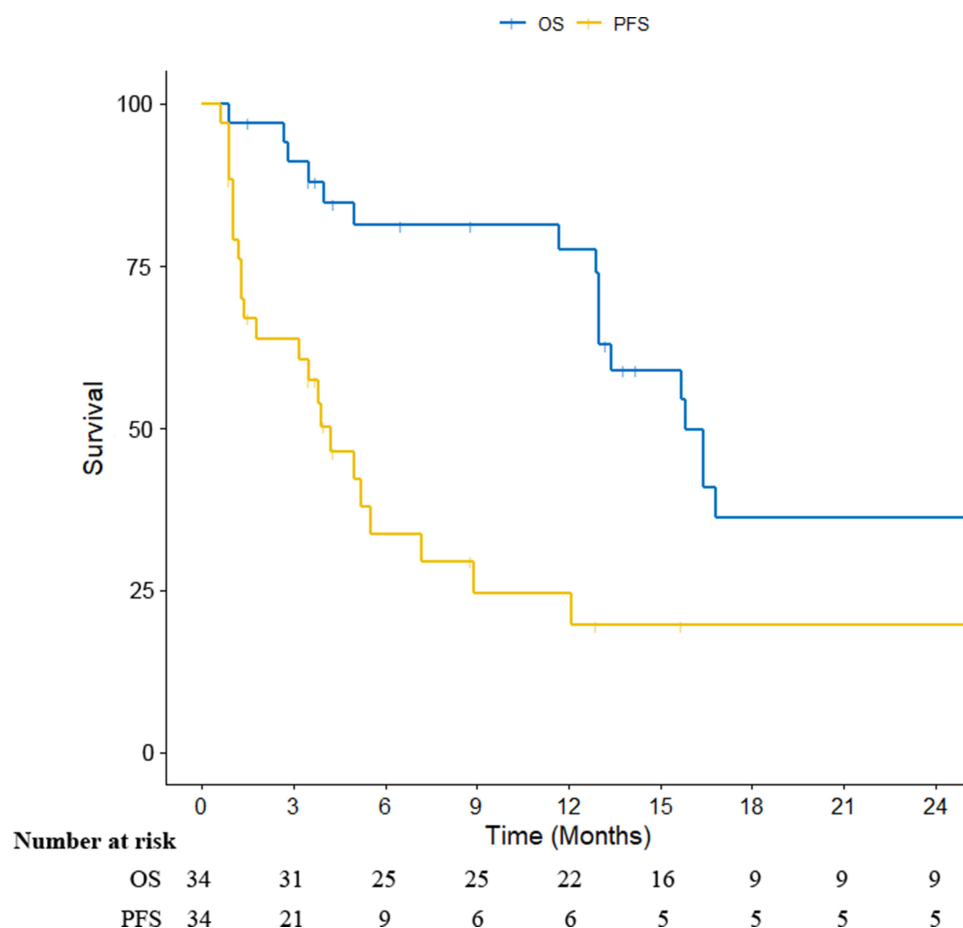 OS PFS
100
75
50
25
0
Survival
0 3 6 9 12 15 18 21 24
Time (Months)
Number at risk
OS 34 31 25 25 22 16 9 9 9
PFS 34 21 9 6 6 5 5 5 5